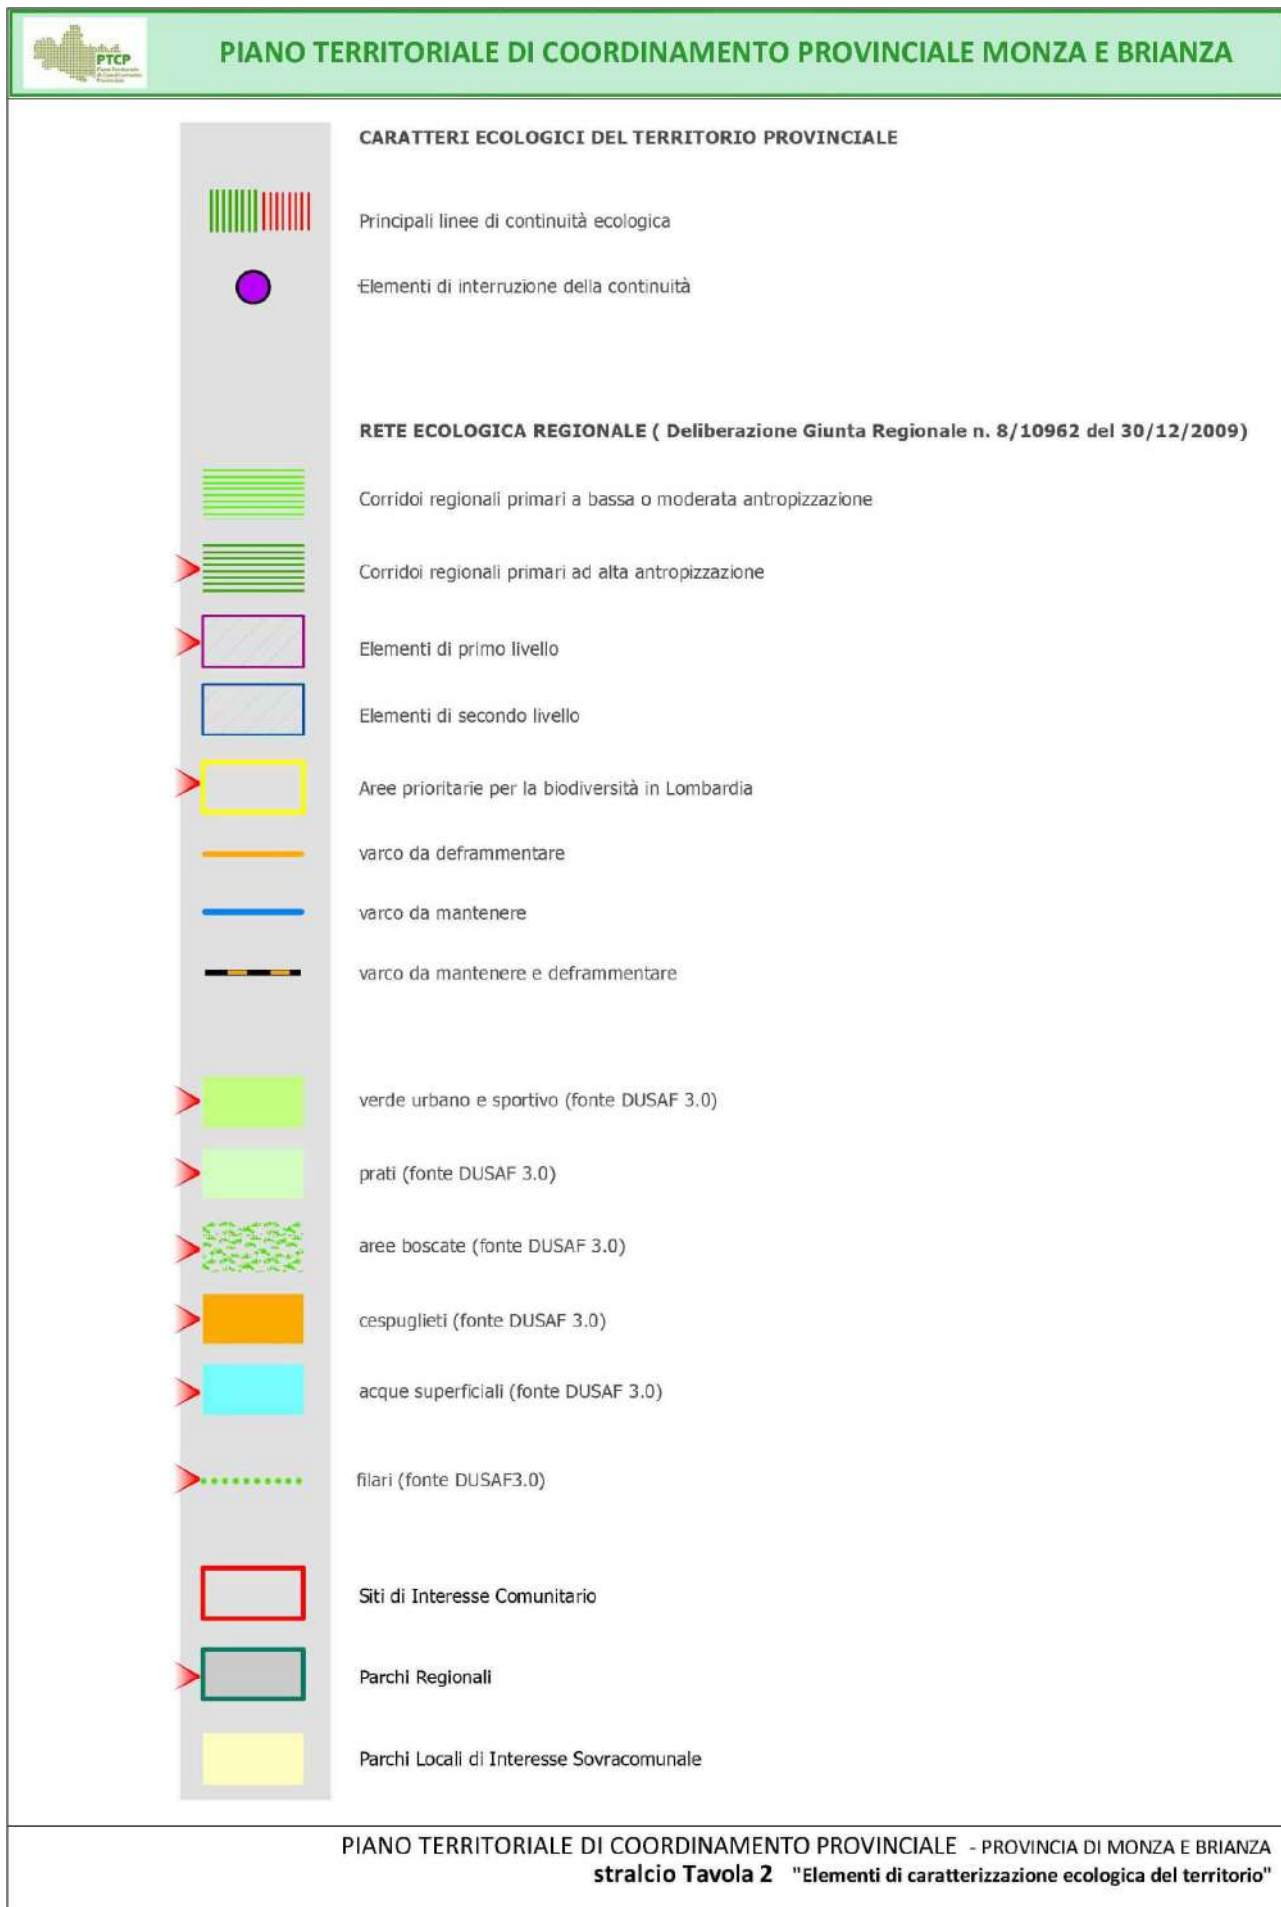 PTCP
Piano Territoriale
di Coordinamento
Provinciale
PIANO TERRITORIALE DI COORDINAMENTO PROVINCIALE MONZA E BRIANZA
CARATTERI ECOLOGICI DEL TERRITORIO PROVINCIALE
Principali linee di continuità ecologica
Elementi di interruzione della continuità
RETE ECOLOGICA REGIONALE ( Deliberazione Giunta Regionale n. 8/10962 del 30/12/2009)
Corridoi regionali primari a bassa o moderata antropizzazione
Corridoi regionali primari ad alta antropizzazione
Elementi di primo livello
Elementi di secondo livello
Aree prioritarie per la biodiversità in Lombardia
varco da deframmentare
varco da mantenere
varco da mantenere e deframmentare
verde urbano e sportivo (fonte DUSAF 3.0)
prati (fonte DUSAF 3.0)
aree boscate (fonte DUSAF 3.0)
cespuglieti (fonte DUSAF 3.0)
acque superficiali (fonte DUSAF 3.0)
filari (fonte DUSAF3.0)
Siti di Interesse Comunitario
Parchi Regionali
Parchi Locali di Interesse Sovracomunale
PIANO TERRITORIALE DI COORDINAMENTO PROVINCIALE - PROVINCIA DI MONZA E BRIANZA
stralcio Tavola 2 "Elementi di caratterizzazione ecologica del territorio"